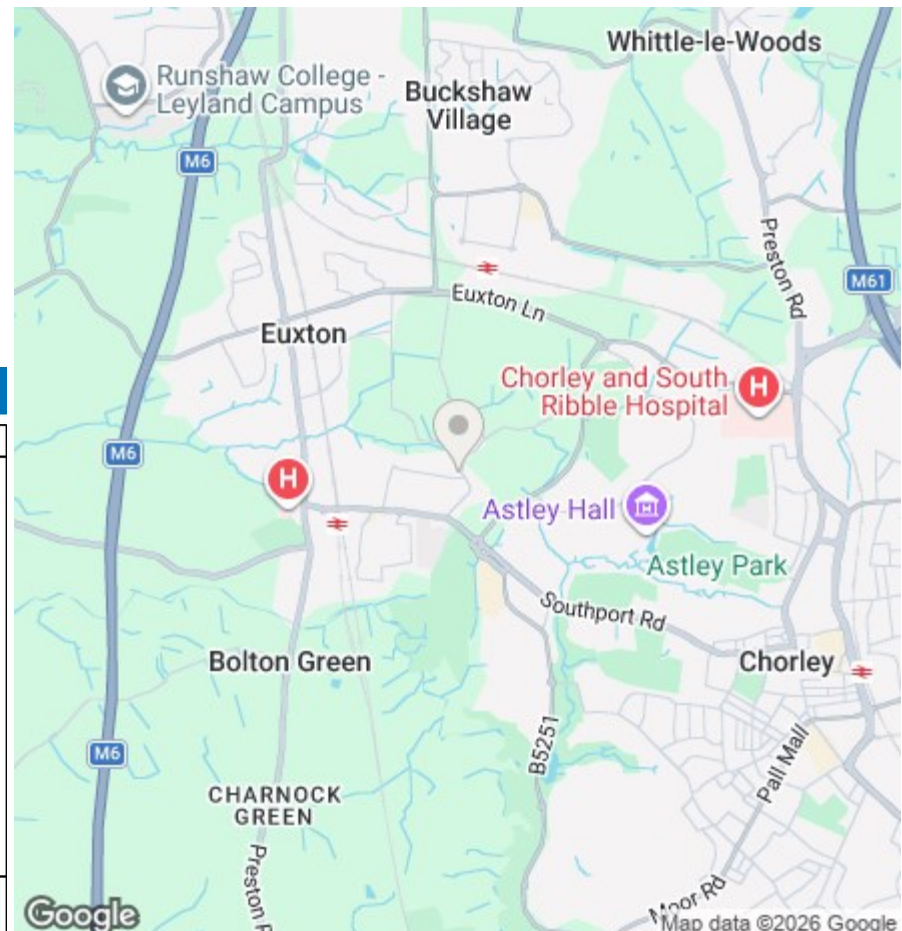 Whittle-le-Woods
Runshaw College -
Leyland Campus
Buckshaw
Village
M6
Preston Rd
M61
Euxton Ln
Euxton
Chorley and South
Ribble Hospital
H
M6
H
Astley Hall
Astley Park
Southport Rd
Bolton Green
Chorley
B5251
M6
Pall Mall
CHARNOCK
GREEN
Preston R
Moor Rd
Google
Map data ©2026 Google